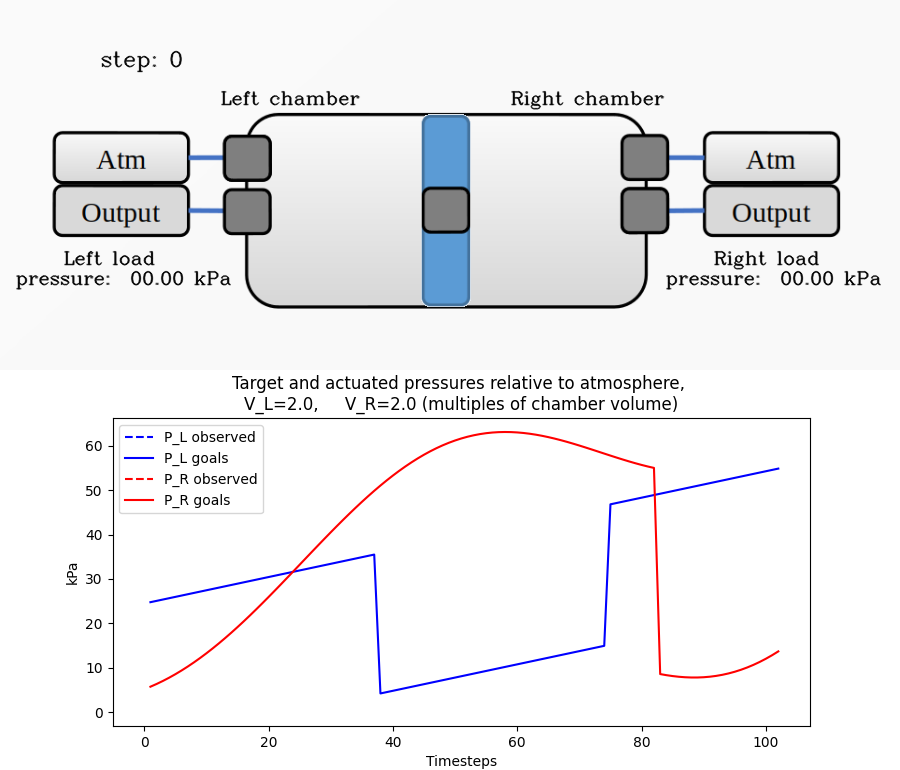 step: 0
Left chamber
Right chamber
Atm
Atm
Output
Output
Left load
pressure: 00.00 kPa
Right load
pressure: 00.00 kPa
Target and actuated pressures relative to atmosphere,
V_L=2.0, V_R=2.0 (multiples of chamber volume)
P_L observed
P_L goals
P_R observed
P_R goals
60
50
40
30
20
10
0
kPa
0 20 40 60 80 100
Timesteps